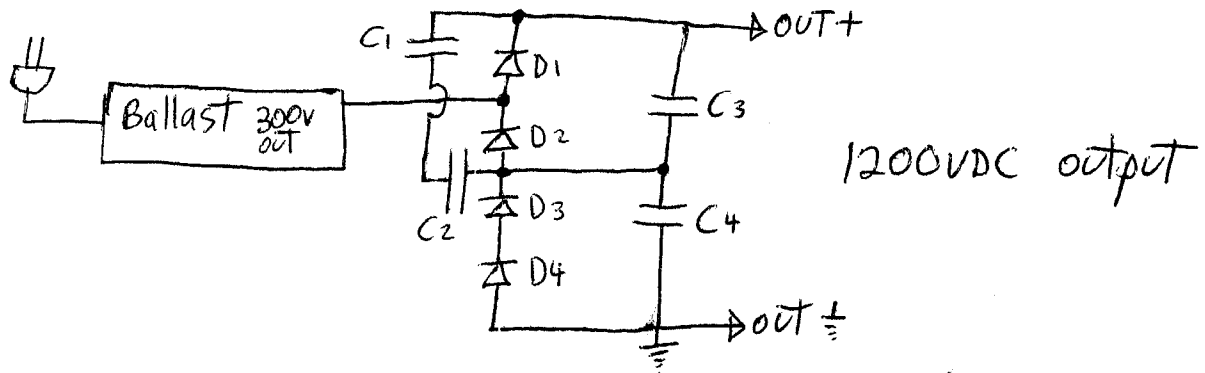 C1
OUT+
D1
Ballast 300V
OUT
C3
D2
1200VDC output
D3
C2
C4
D4
OUT ⏚